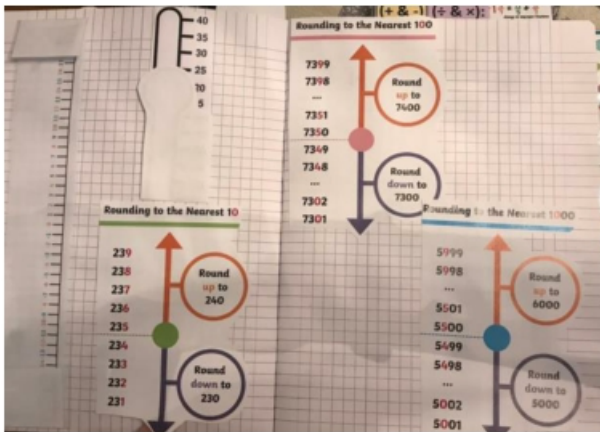 (+ & -) (÷ & ×):
40
35
30
25
5
Rounding to the Nearest 100
7399
7398
...
7351
7350
7349
7348
...
7302
7301
Round
up to
7400
Round
down to
7300
Rounding to the Nearest 10
239
238
237
236
235
234
233
232
231
Round
up to
240
Round
down to
230
Rounding to the Nearest 1000
5999
5998
...
5501
5500
5499
5498
...
5002
5001
Round
up to
6000
Round
down to
5000